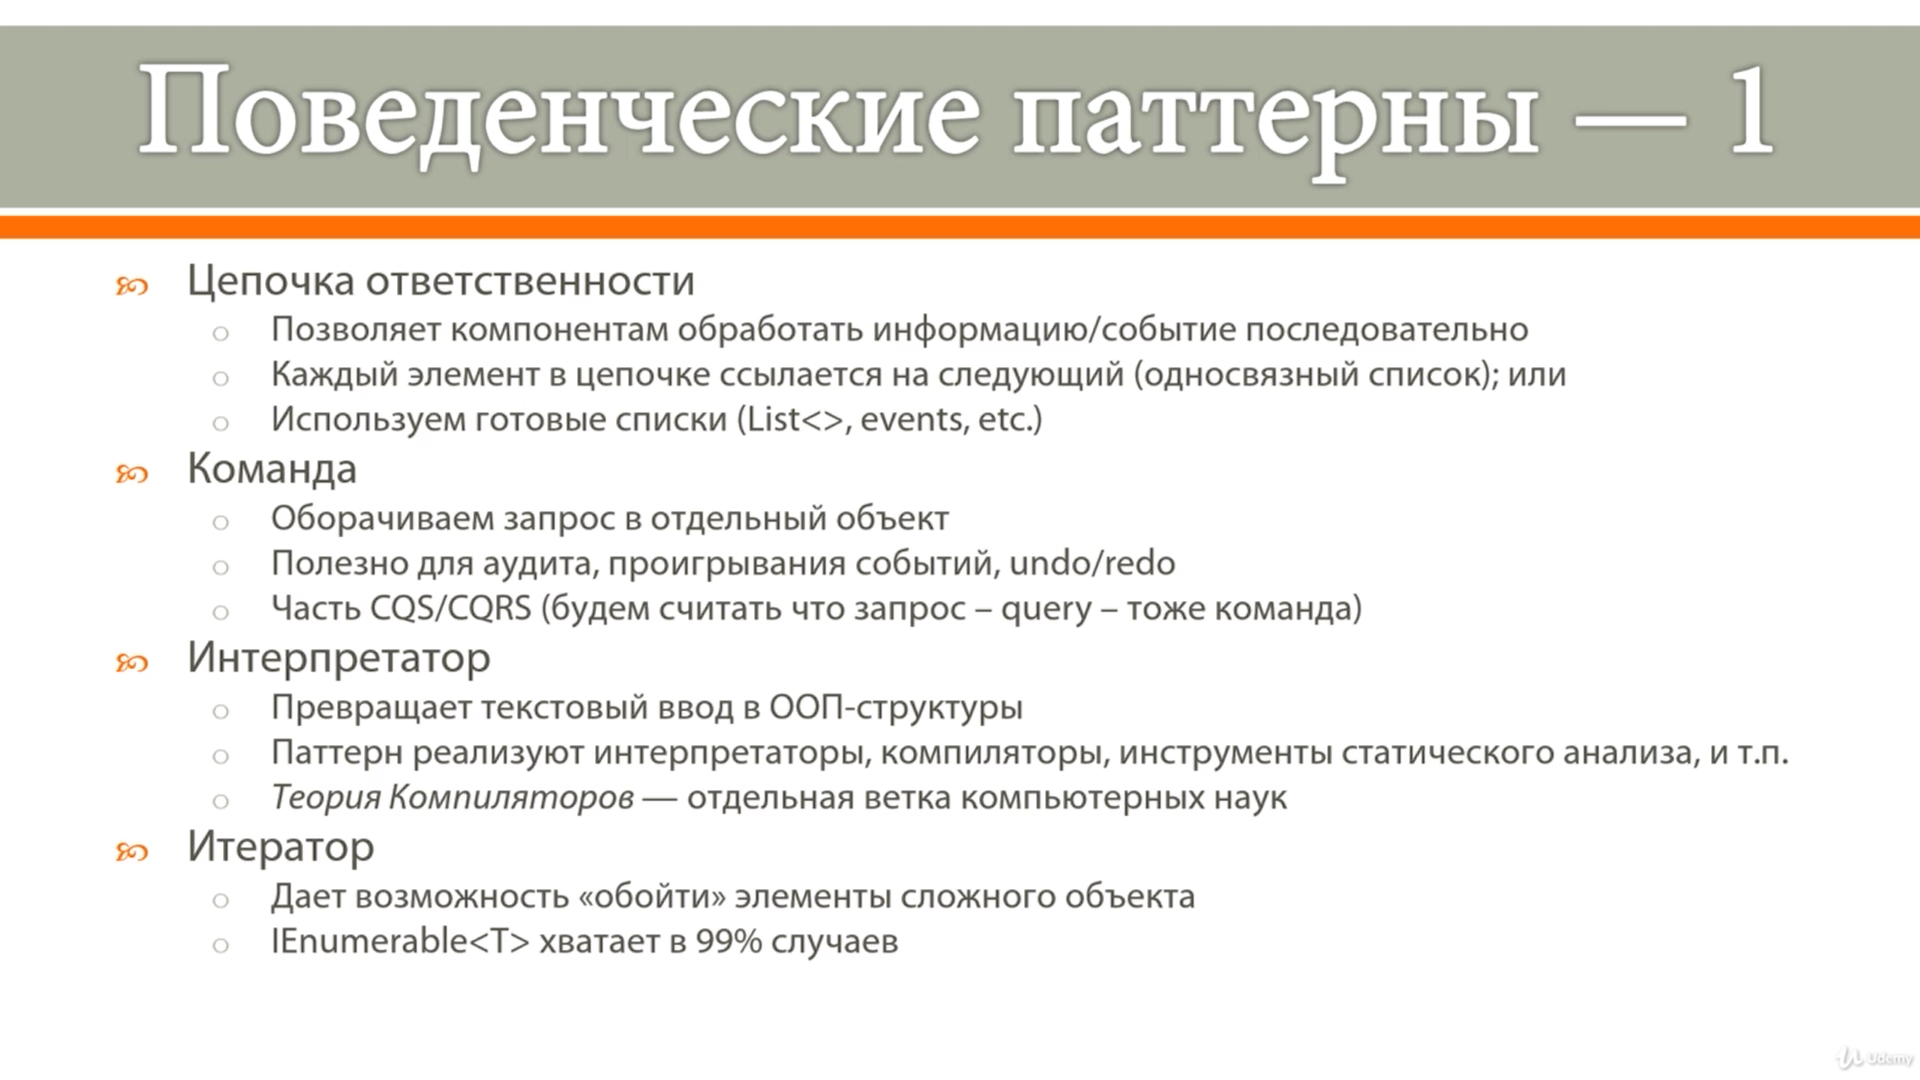 Поведенческие паттерны — 1
Цепочка ответственности
Позволяет компонентам обработать информацию/событие последовательно
Каждый элемент в цепочке ссылается на следующий (односвязный список); или
Используем готовые списки (List<>, events, etc.)
Команда
Оборачиваем запрос в отдельный объект
Полезно для аудита, проигрывания событий, undo/redo
Часть CQS/CQRS (будем считать что запрос – query – тоже команда)
Интерпретатор
Превращает текстовый ввод в ООП-структуры
Паттерн реализуют интерпретаторы, компиляторы, инструменты статического анализа, и т.п.
Теория Компиляторов — отдельная ветка компьютерных наук
Итератор
Дает возможность «обойти» элементы сложного объекта
IEnumerable<T> хватает в 99% случаев
Udemy